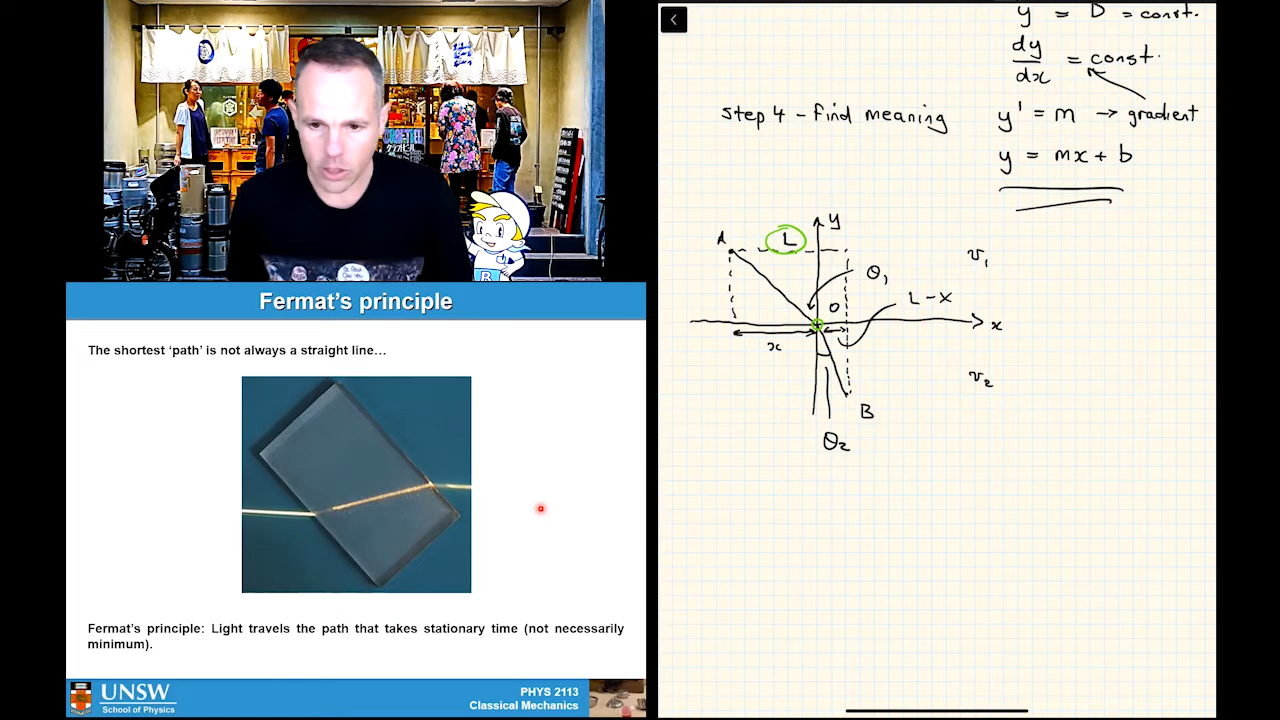 Fermat's principle
The shortest 'path' is not always a straight line…
Fermat's principle: Light travels the path that takes stationary time (not necessarily
minimum).
UNSW
School of Physics
PHYS 2113
Classical Mechanics
B
y = D = const.
dy
dx
= const.
step 4 - find meaning
y' = m → gradient
y = mx + b
y
A
L
v₁
θ₁
O
L-x
x
x
v₂
B
θ₂